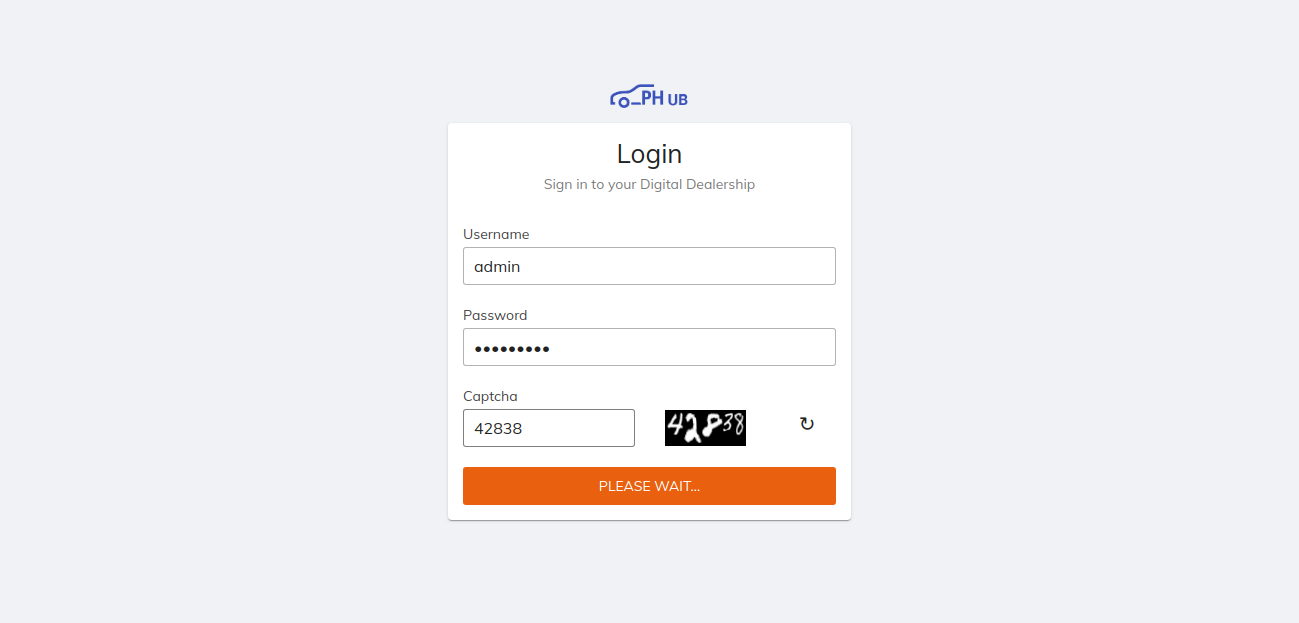 PH UB
Login
Sign in to your Digital Dealership
Username
admin
Password
•••••••••
Captcha
42838
42838
↻
PLEASE WAIT...